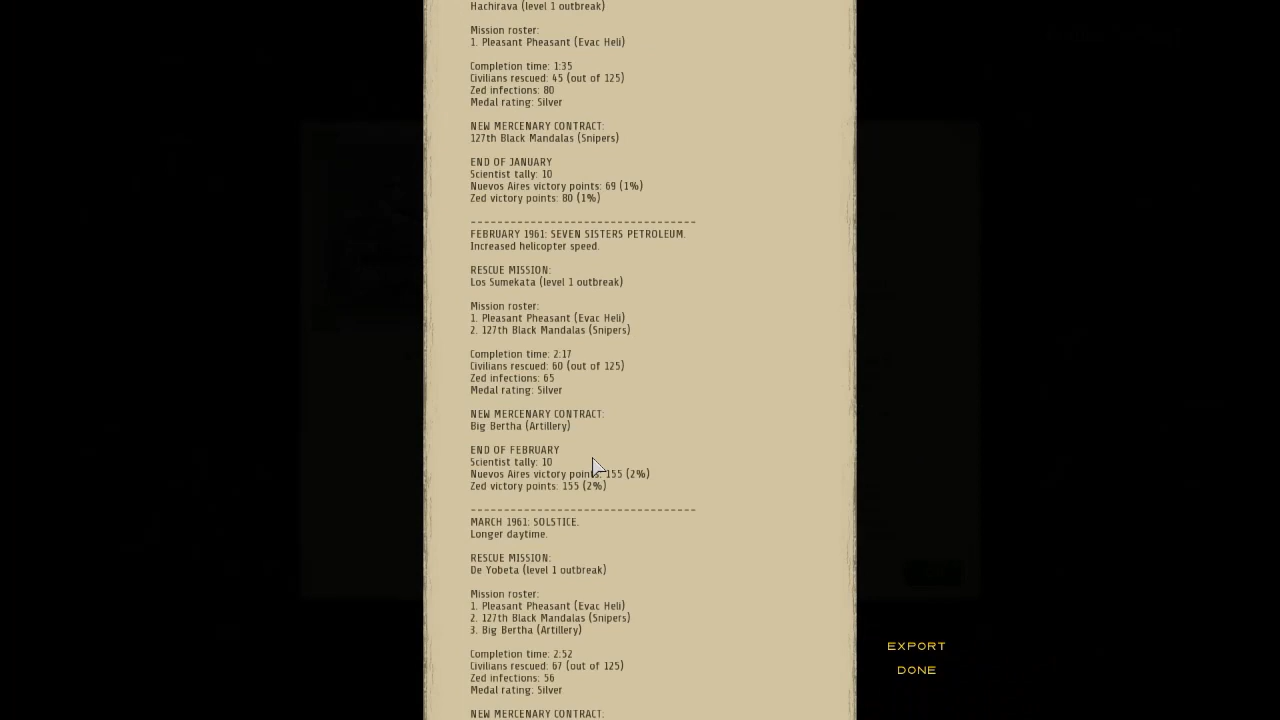 Hachirava (level 1 outbreak)
Mission roster:
1. Pleasant Pheasant (Evac Heli)
Completion time: 1:35
Civilians rescued: 45 (out of 125)
Zed infections: 80
Medal rating: Silver
NEW MERCENARY CONTRACT:
127th Black Mandalas (Snipers)
END OF JANUARY
Scientist tally: 10
Nuevos Aires victory points: 69 (1%)
Zed victory points: 80 (1%)
----------------------------------
FEBRUARY 1961: SEVEN SISTERS PETROLEUM.
Increased helicopter speed.
RESCUE MISSION:
Los Sumekata (level 1 outbreak)
Mission roster:
1. Pleasant Pheasant (Evac Heli)
2. 127th Black Mandalas (Snipers)
Completion time: 2:17
Civilians rescued: 60 (out of 125)
Zed infections: 65
Medal rating: Silver
NEW MERCENARY CONTRACT:
Big Bertha (Artillery)
END OF FEBRUARY
Scientist tally: 10
Nuevos Aires victory points: 155 (2%)
Zed victory points: 155 (2%)
----------------------------------
MARCH 1961: SOLSTICE.
Longer daytime.
RESCUE MISSION:
De Yobeta (level 1 outbreak)
Mission roster:
1. Pleasant Pheasant (Evac Heli)
2. 127th Black Mandalas (Snipers)
3. Big Bertha (Artillery)
Completion time: 2:52
Civilians rescued: 67 (out of 125)
Zed infections: 56
Medal rating: Silver
NEW MERCENARY CONTRACT:
EXPORT
DONE